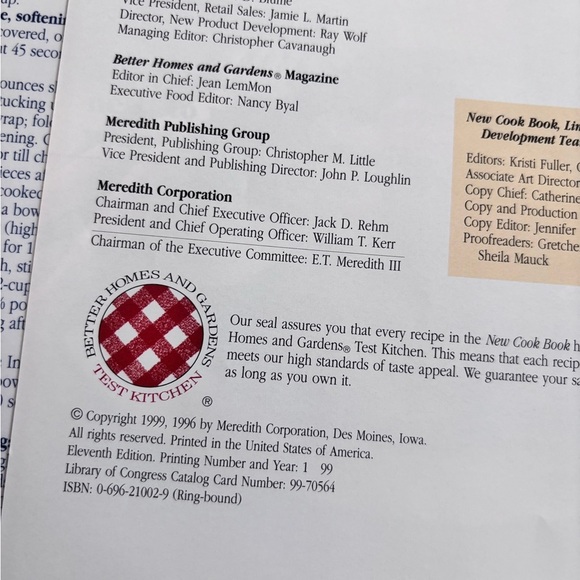 Vice President, Retail Sales: Jamie L. Martin
Director, New Product Development: Ray Wolf
Managing Editor: Christopher Cavanaugh
Better Homes and Gardens® Magazine
Editor in Chief: Jean LemMon
Executive Food Editor: Nancy Byal
Meredith Publishing Group
President, Publishing Group: Christopher M. Little
Vice President and Publishing Director: John P. Loughlin
Meredith Corporation
Chairman and Chief Executive Officer: Jack D. Rehm
President and Chief Operating Officer: William T. Kerr
Chairman of the Executive Committee: E.T. Meredith III
New Cook Book, Lim
Development Tea
Editors: Kristi Fuller,
Associate Art Director
Copy Chief: Catherine
Copy and Production
Copy Editor: Jennifer
Proofreaders: Gretche
Sheila Mauck
BETTER HOMES AND GARDENS
TEST KITCHEN
®
Our seal assures you that every recipe in the New Cook Book h
Homes and Gardens® Test Kitchen. This means that each recip
meets our high standards of taste appeal. We guarantee your sa
as long as you own it.
© Copyright 1999, 1996 by Meredith Corporation, Des Moines, Iowa.
All rights reserved. Printed in the United States of America.
Eleventh Edition. Printing Number and Year: 1 99
Library of Congress Catalog Card Number: 99-70564
ISBN: 0-696-21002-9 (Ring-bound)